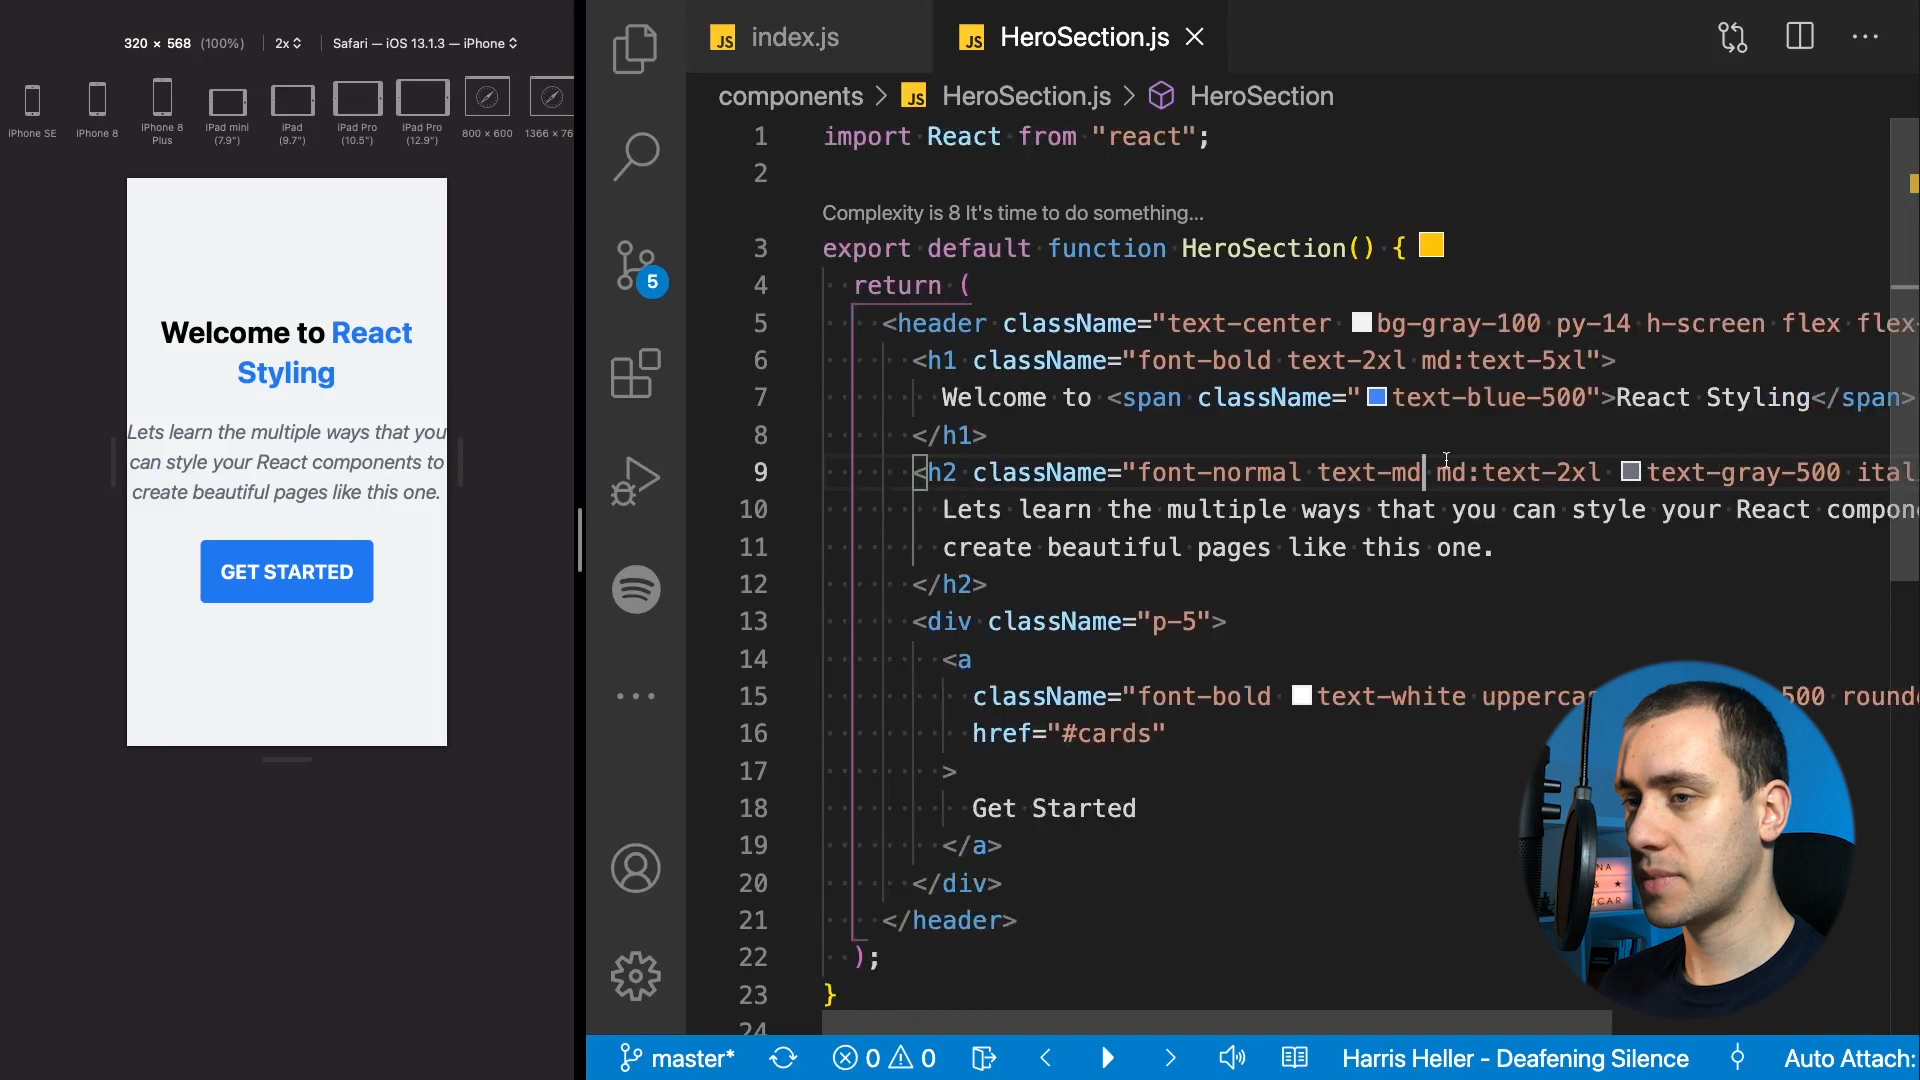 320 × 568 (100%) 2x Safari — iOS 13.1.3 — iPhone
iPhone SE
iPhone 8
iPhone 8
Plus
iPad mini
(7.9")
iPad
(9.7")
iPad Pro
(10.5")
iPad Pro
(12.9")
800 × 600
1366 × 76
Welcome to React
Styling
Lets learn the multiple ways that you
can style your React components to
create beautiful pages like this one.
GET STARTED
5
JS index.js
JS HeroSection.js
components > JS HeroSection.js > HeroSection
1 import React from "react";
2
Complexity is 8 It's time to do something...
3 export default function HeroSection() {
4 return (
5 <header className="text-center bg-gray-100 py-14 h-screen flex flex-
6 <h1 className="font-bold text-2xl md:text-5xl">
7 Welcome to <span className="text-blue-500">React Styling</span>
8 </h1>
9 <h2 className="font-normal text-md md:text-2xl text-gray-500 ital
10 Lets learn the multiple ways that you can style your React compon
11 create beautiful pages like this one.
12 </h2>
13 <div className="p-5">
14 <a
15 className="font-bold text-white upperca 500 round
16 href="#cards"
17 >
18 Get Started
19 </a>
20 </div>
21 </header>
22 );
23 }
24
NA
&
CAR
master* 0 0 Harris Heller - Deafening Silence Auto Attach: